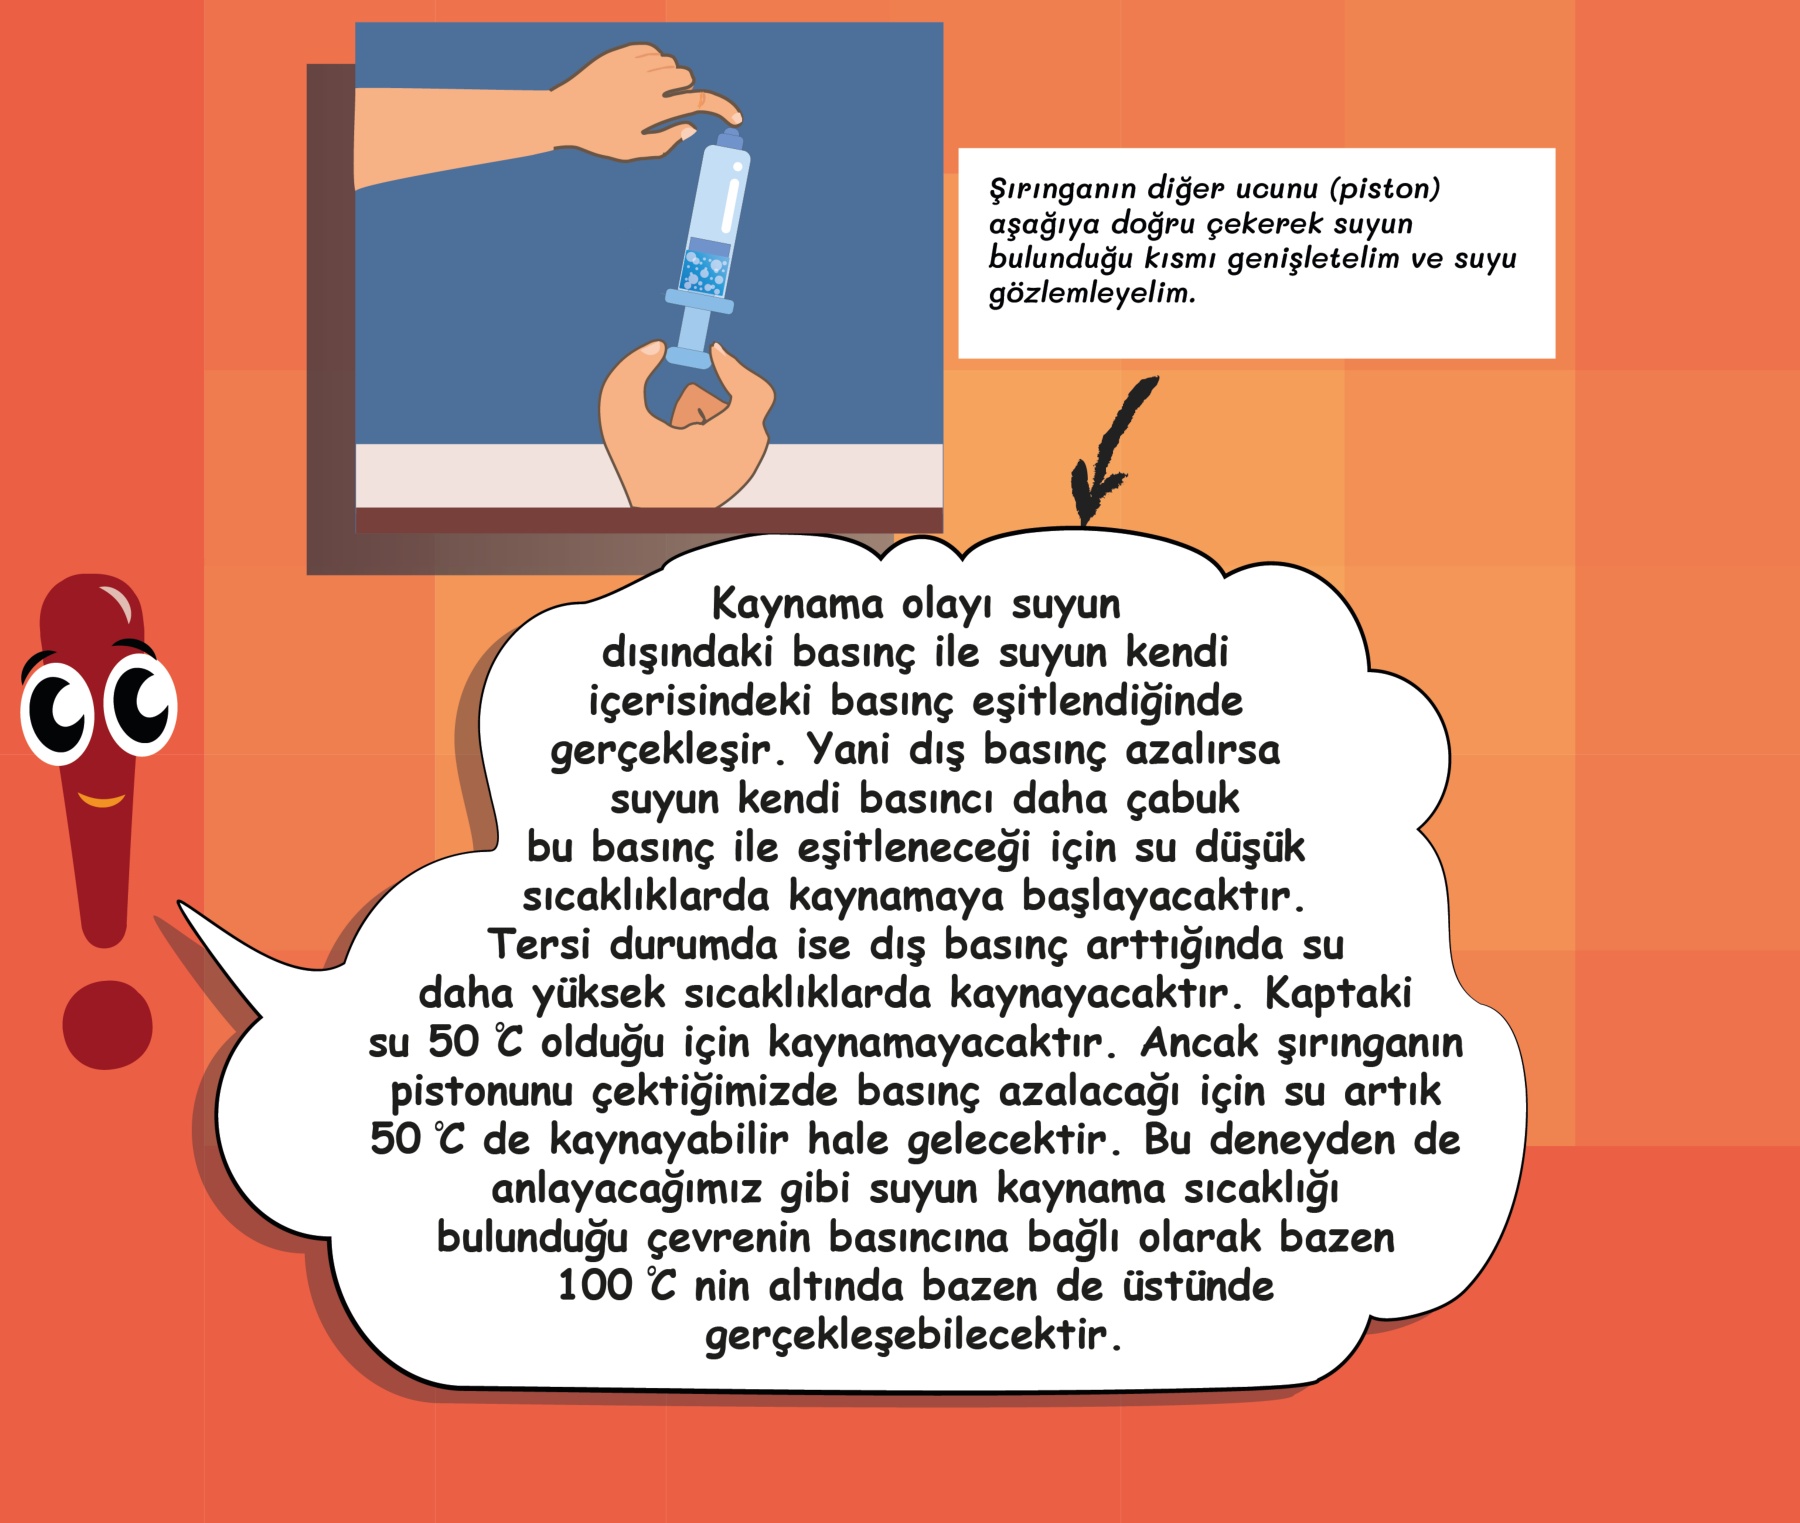 Şırınganın diğer ucunu (piston)
aşağıya doğru çekerek suyun
bulunduğu kısmı genişletelim ve suyu
gözlemleyelim.
Kaynama olayı suyun
dışındaki basınç ile suyun kendi
içerisindeki basınç eşitlendiğinde
gerçekleşir. Yani dış basınç azalırsa
suyun kendi basıncı daha çabuk
bu basınç ile eşitleneceği için su düşük
sıcaklıklarda kaynamaya başlayacaktır.
Tersi durumda ise dış basınç arttığında su
daha yüksek sıcaklıklarda kaynayacaktır. Kaptaki
su 50 °C olduğu için kaynamayacaktır. Ancak şırınganın
pistonunu çektiğimizde basınç azalacağı için su artık
50 °C de kaynayabilir hale gelecektir. Bu deneyden de
anlayacağımız gibi suyun kaynama sıcaklığı
bulunduğu çevrenin basıncına bağlı olarak bazen
100 °C nin altında bazen de üstünde
gerçekleşebilecektir.